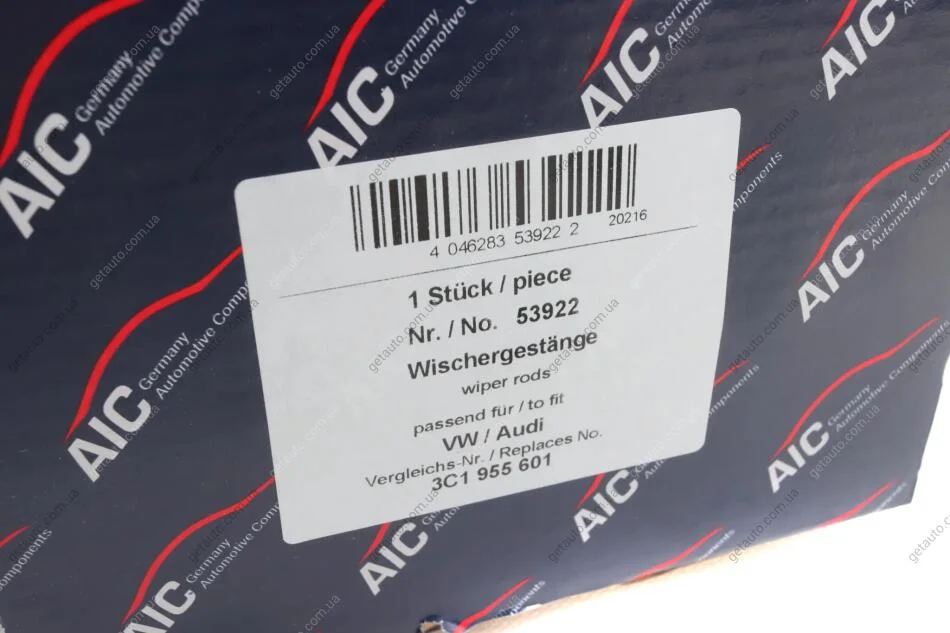 AIC Germany
Automotive Components
4 046283 53922 2
20216
1 Stück / piece
Nr. / No. 53922
Wischergestänge
wiper rods
passend für / to fit
VW / Audi
Vergleichs-Nr. / Replaces No.
3C1 955 601
getauto.com.ua